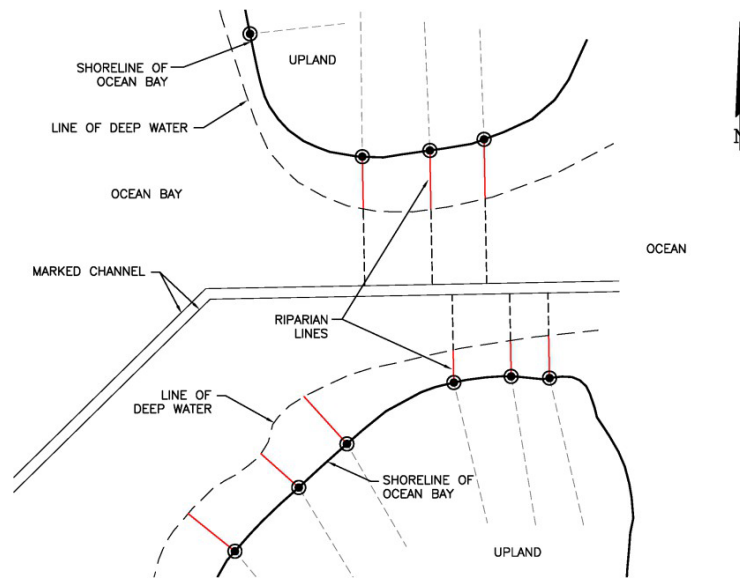 UPLAND
SHORELINE OF
OCEAN BAY
LINE OF DEEP WATER
N
OCEAN BAY
OCEAN
MARKED CHANNEL
RIPARIAN
LINES
LINE OF
DEEP WATER
SHORELINE OF
OCEAN BAY
UPLAND